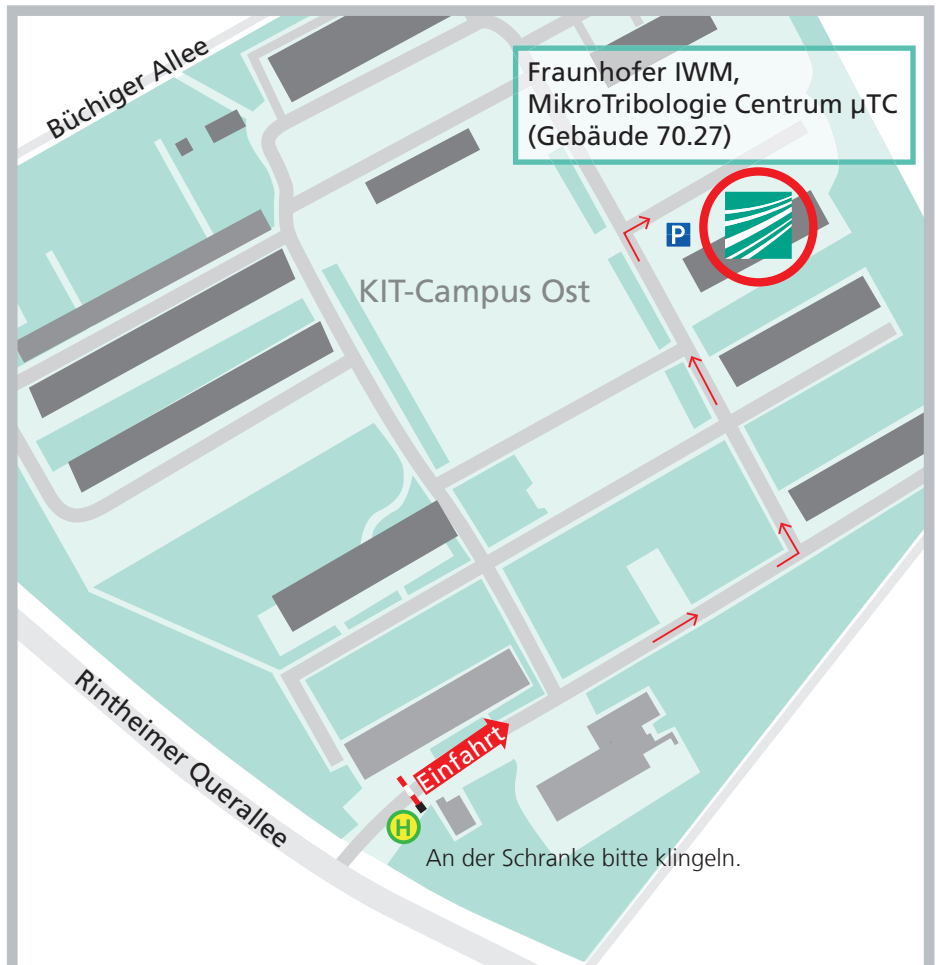 Büchiger Allee
Fraunhofer IWM,
MikroTribologie Centrum µTC
(Gebäude 70.27)
P
KIT-Campus Ost
Rintheimer Querallee
Einfahrt
H
An der Schranke bitte klingeln.